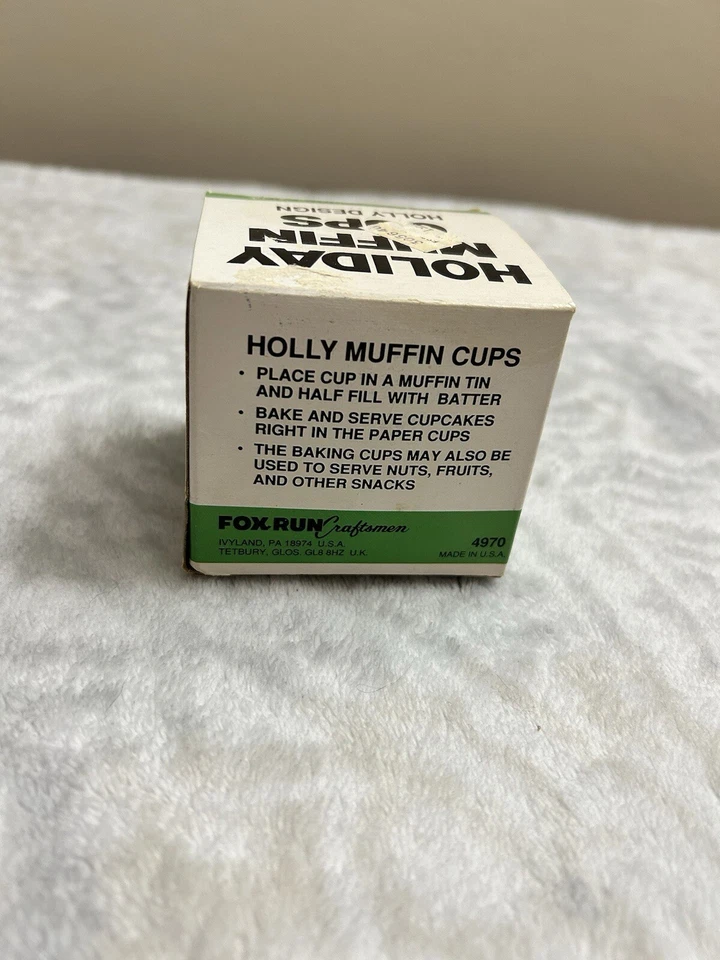 HOLIDAY
MUFFIN
CUPS
HOLLY DESIGN
HOLLY MUFFIN CUPS
• PLACE CUP IN A MUFFIN TIN
AND HALF FILL WITH BATTER
• BAKE AND SERVE CUPCAKES
RIGHT IN THE PAPER CUPS
• THE BAKING CUPS MAY ALSO BE
USED TO SERVE NUTS, FRUITS,
AND OTHER SNACKS
FOX RUN Craftsmen
IVYLAND, PA 18974 U.S.A.
TETBURY, GLOS. GL8 8HZ U.K.
4970
MADE IN U.S.A.